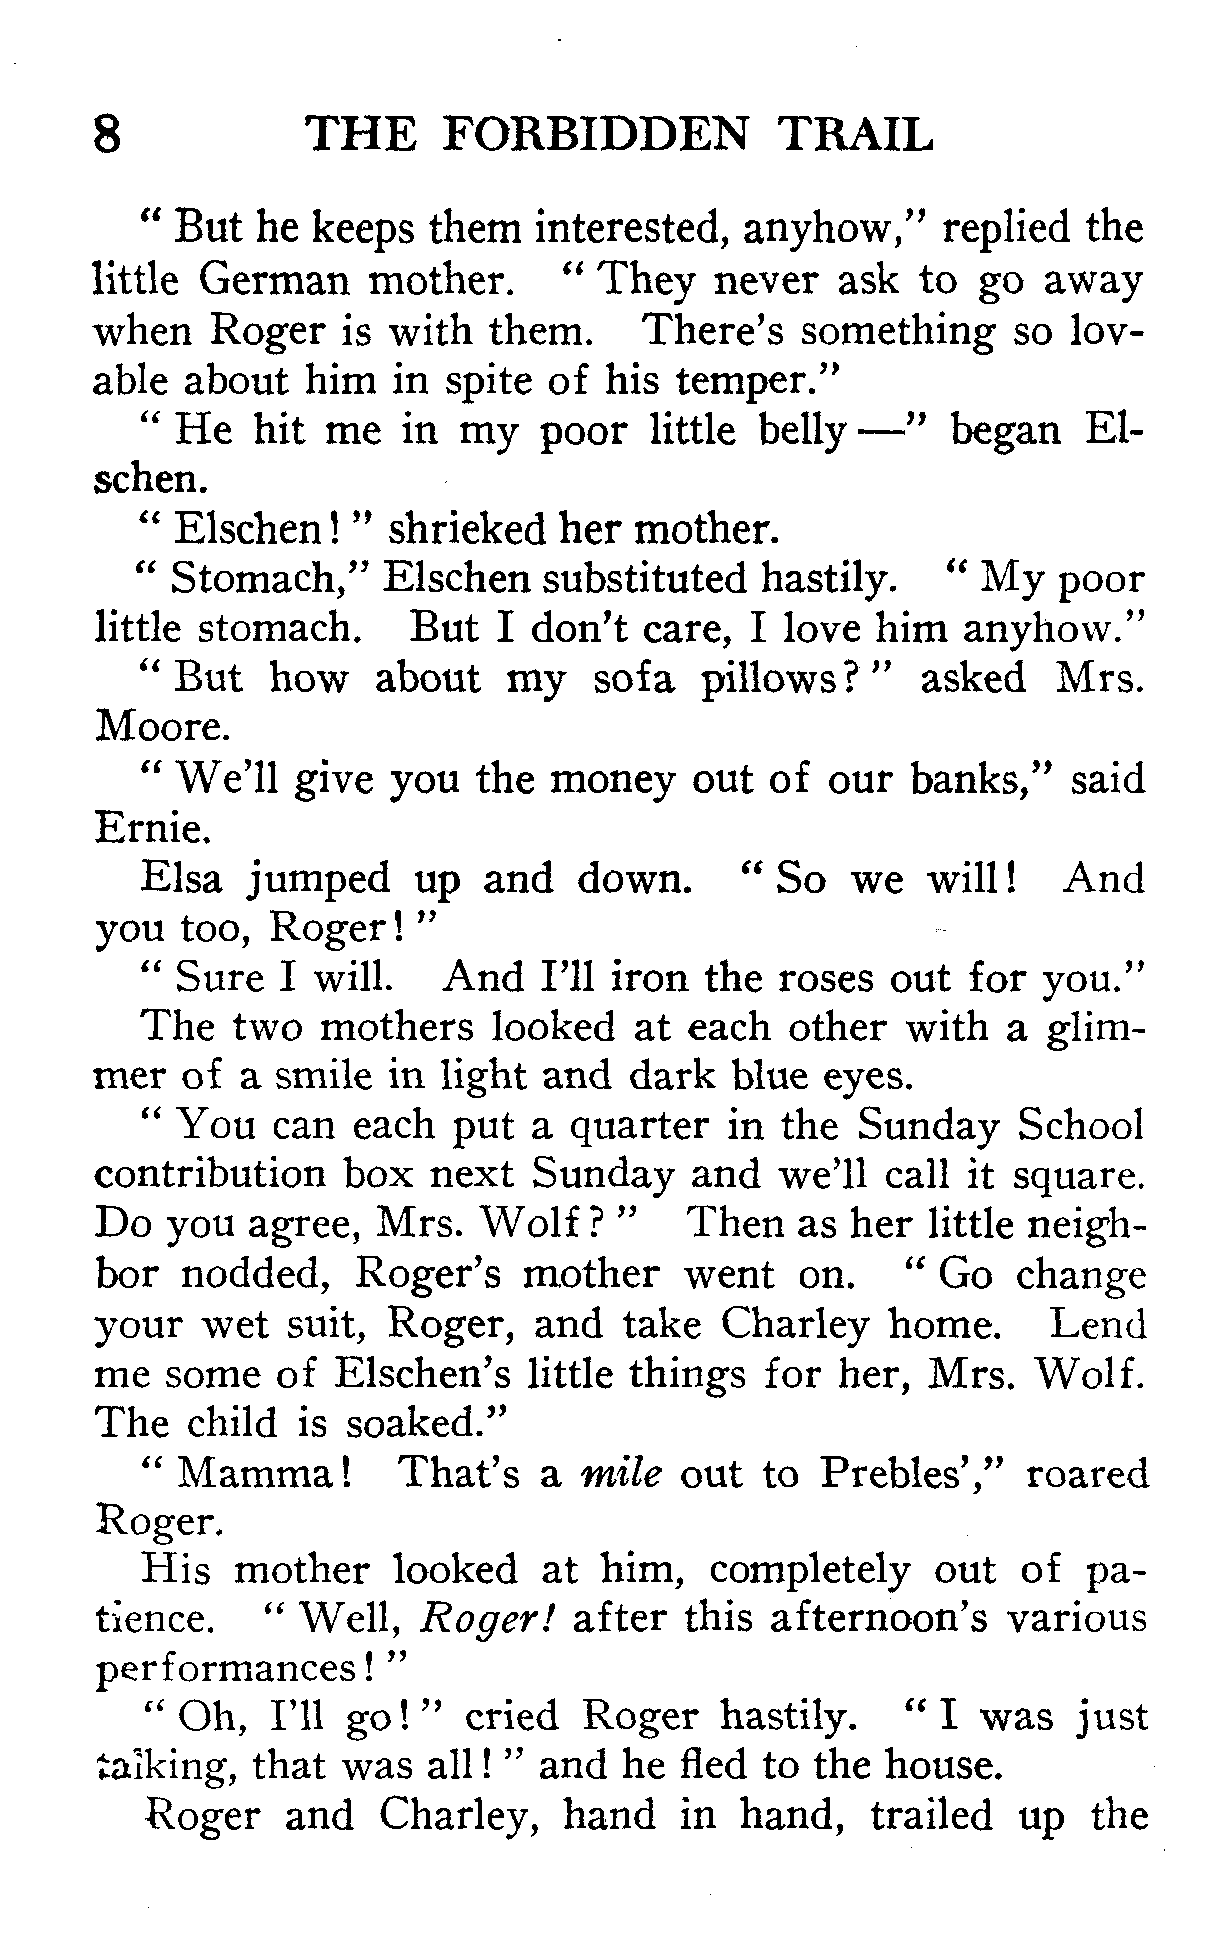 8 THE FORBIDDEN TRAIL
" But he keeps them interested, anyhow," replied the
little German mother. " They never ask to go away
when Roger is with them. There's something so lov-
able about him in spite of his temper."
" He hit me in my poor little belly —" began El-
schen.
" Elschen! " shrieked her mother.
" Stomach," Elschen substituted hastily. " My poor
little stomach. But I don't care, I love him anyhow."
" But how about my sofa pillows? " asked Mrs.
Moore.
" We'll give you the money out of our banks," said
Ernie.
Elsa jumped up and down. " So we will! And
you too, Roger! "
" Sure I will. And I'll iron the roses out for you."
The two mothers looked at each other with a glim-
mer of a smile in light and dark blue eyes.
" You can each put a quarter in the Sunday School
contribution box next Sunday and we'll call it square.
Do you agree, Mrs. Wolf? " Then as her little neigh-
bor nodded, Roger's mother went on. " Go change
your wet suit, Roger, and take Charley home. Lend
me some of Elschen's little things for her, Mrs. Wolf.
The child is soaked."
" Mamma! That's a mile out to Prebles'," roared
Roger.
His mother looked at him, completely out of pa-
tience. " Well, Roger! after this afternoon's various
performances! "
" Oh, I'll go! " cried Roger hastily. " I was just
talking, that was all! " and he fled to the house.
Roger and Charley, hand in hand, trailed up the